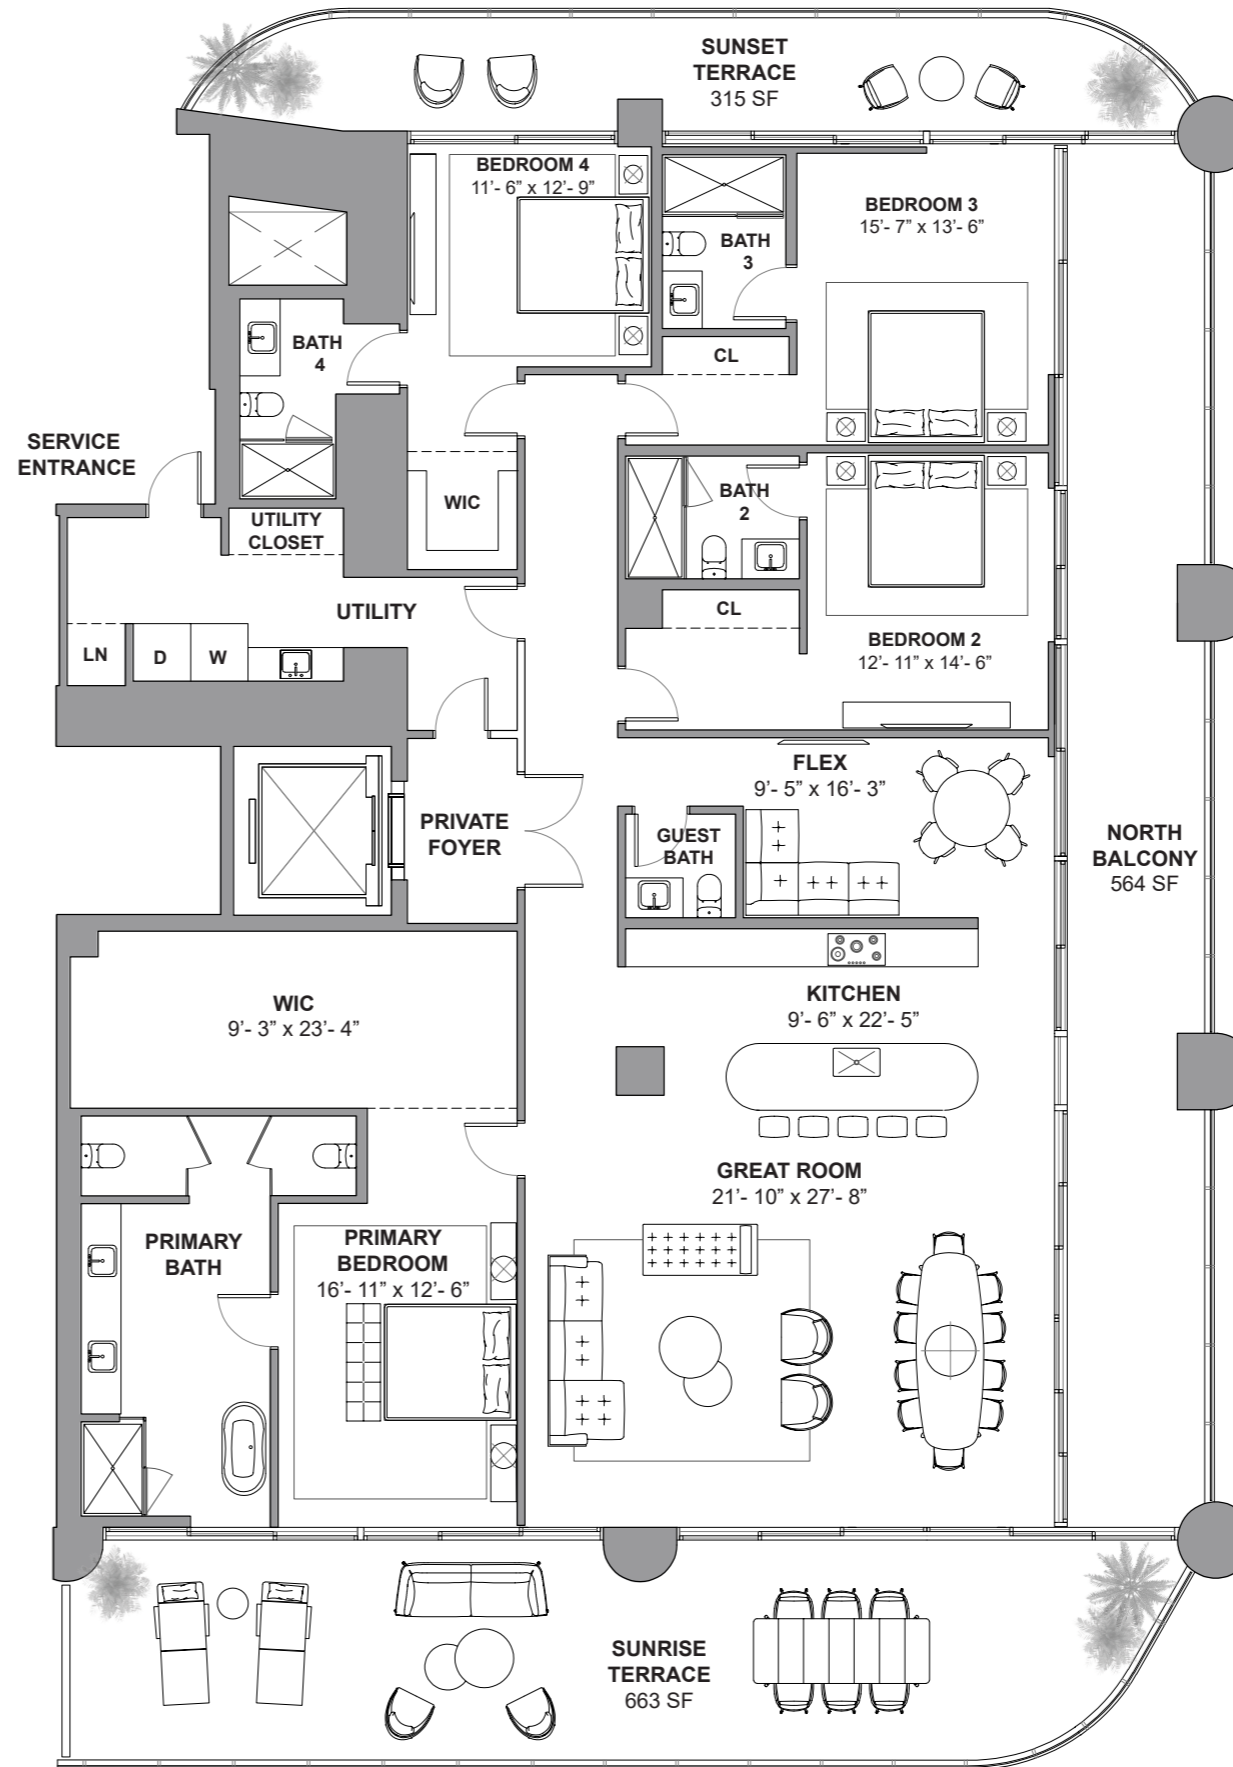 SUNSET
TERRACE
315 SF
BEDROOM 4
11'- 6” x 12'- 9”
BEDROOM 3
15'- 7” x 13'- 6”
BATH
3
BATH
4
CL
SERVICE
ENTRANCE
WIC
BATH
2
UTILITY
CLOSET
UTILITY
CL
LN
D
W
BEDROOM 2
12'- 11” x 14'- 6”
FLEX
9'- 5” x 16'- 3”
PRIVATE
FOYER
GUEST
BATH
NORTH
BALCONY
564 SF
WIC
9'- 3” x 23'- 4”
KITCHEN
9'- 6” x 22'- 5”
GREAT ROOM
21'- 10” x 27'- 8”
PRIMARY
BATH
PRIMARY
BEDROOM
16'- 11” x 12'- 6”
SUNRISE
TERRACE
663 SF